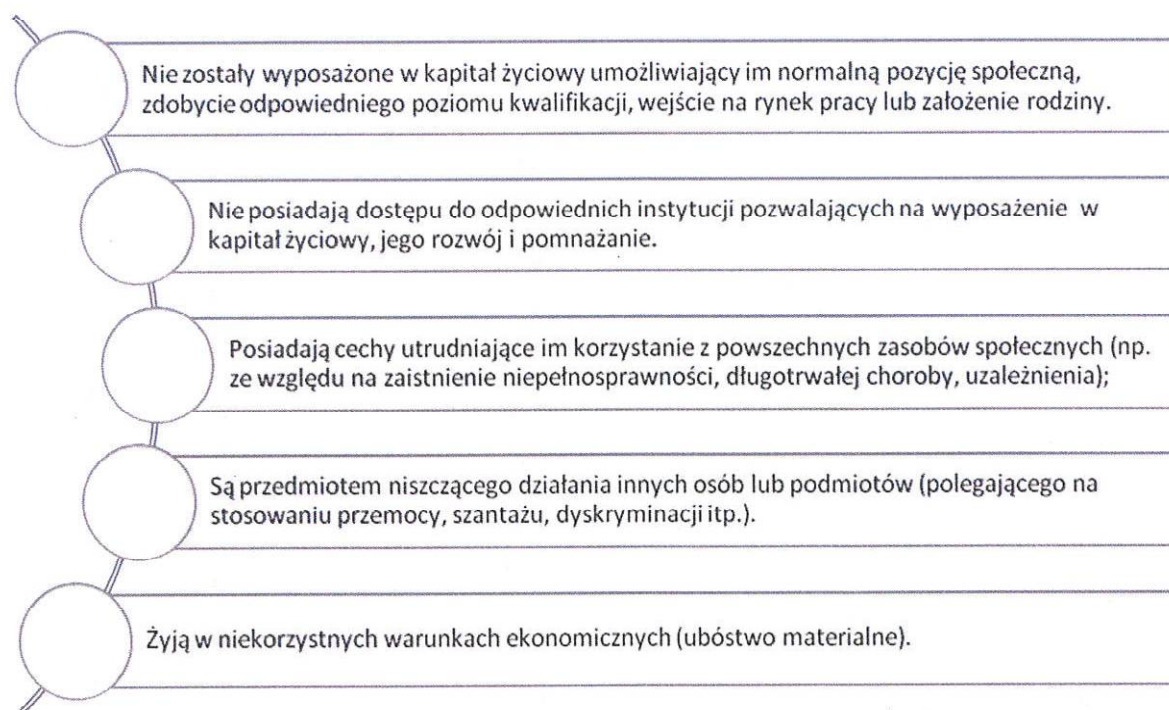 Nie zostały wyposażone w kapitał życiowy umożliwiający im normalną pozycję społeczną,
zdobycie odpowiedniego poziomu kwalifikacji, wejście na rynek pracy lub założenie rodziny.
Nie posiadają dostępu do odpowiednich instytucji pozwalających na wyposażenie w
kapitał życiowy, jego rozwój i pomnażanie.
Posiadają cechy utrudniające im korzystanie z powszechnych zasobów społecznych (np.
ze względu na zaistnienie niepełnosprawności, długotrwałej choroby, uzależnienia);
Są przedmiotem niszczącego działania innych osób lub podmiotów (polegającego na
stosowaniu przemocy, szantażu, dyskryminacji itp.).
Żyją w niekorzystnych warunkach ekonomicznych (ubóstwo materialne).